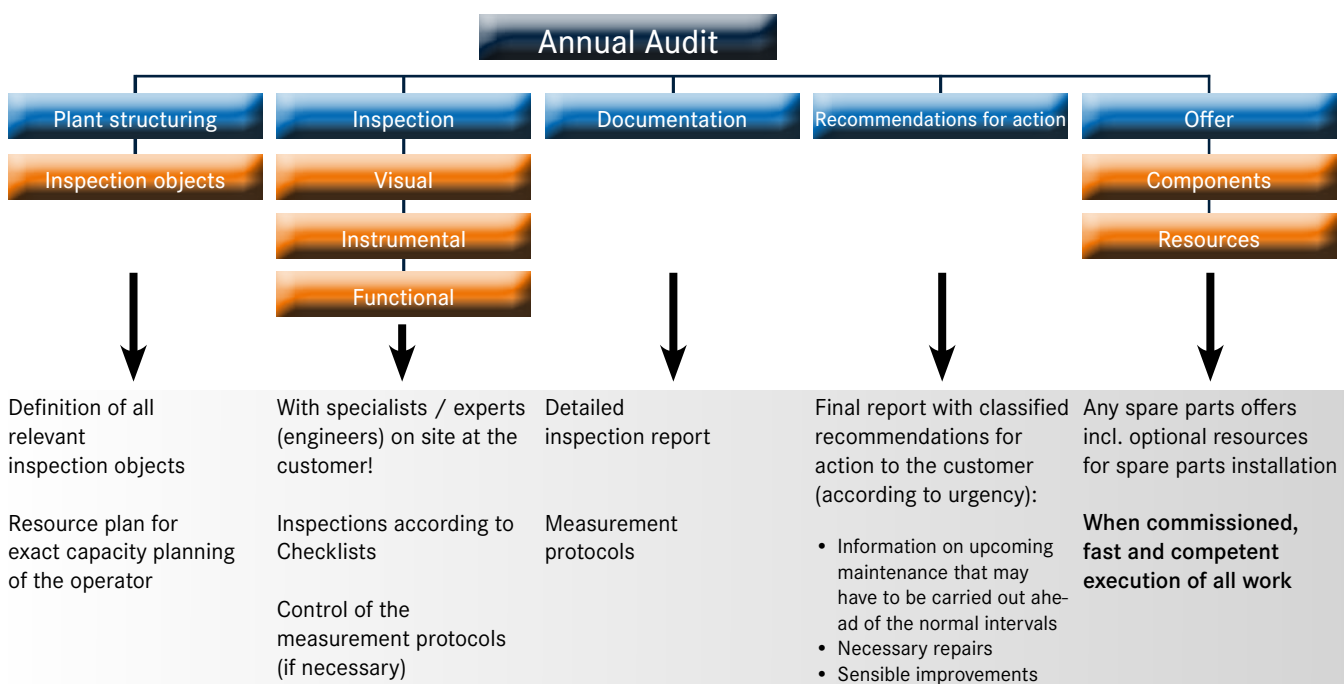 Annual Audit
Plant structuring
Inspection
Documentation
Recommendations for action
Offer
Inspection objects
Visual
Components
Instrumental
Resources
Functional
Definition of all
relevant
inspection objects
Resource plan for
exact capacity planning
of the operator
With specialists / experts
(engineers) on site at the
customer!
Inspections according to
Checklists
Control of the
measurement protocols
(if necessary)
Detailed
inspection report
Measurement
protocols
Final report with classified
recommendations for
action to the customer
(according to urgency):
• Information on upcoming
maintenance that may
have to be carried out ahe-
ad of the normal intervals
• Necessary repairs
• Sensible improvements
Any spare parts offers
incl. optional resources
for spare parts installation
When commissioned,
fast and competent
execution of all work